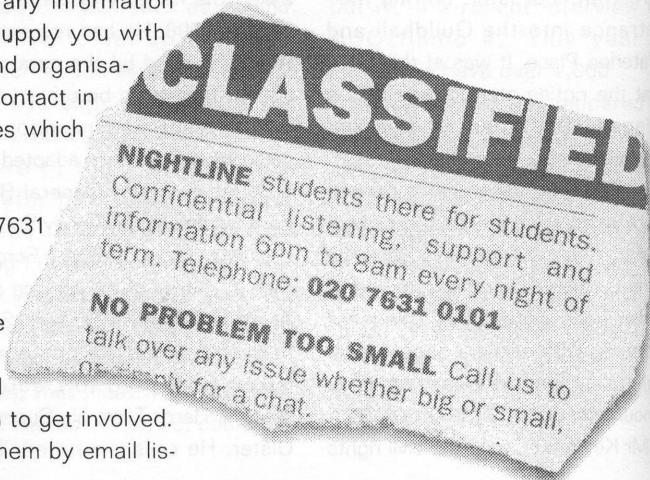 any information
supply you with
nd organisa-
ontact in
es which
7631
e
d
to get involved.
hem by email lis-
CLASSIFIED
NIGHTLINE students there for students.
Confidential listening, support and
information 6pm to 8am every night of
term. Telephone: 020 7631 0101
NO PROBLEM TOO SMALL Call us to
talk over any issue whether big or small,
or simply for a chat.